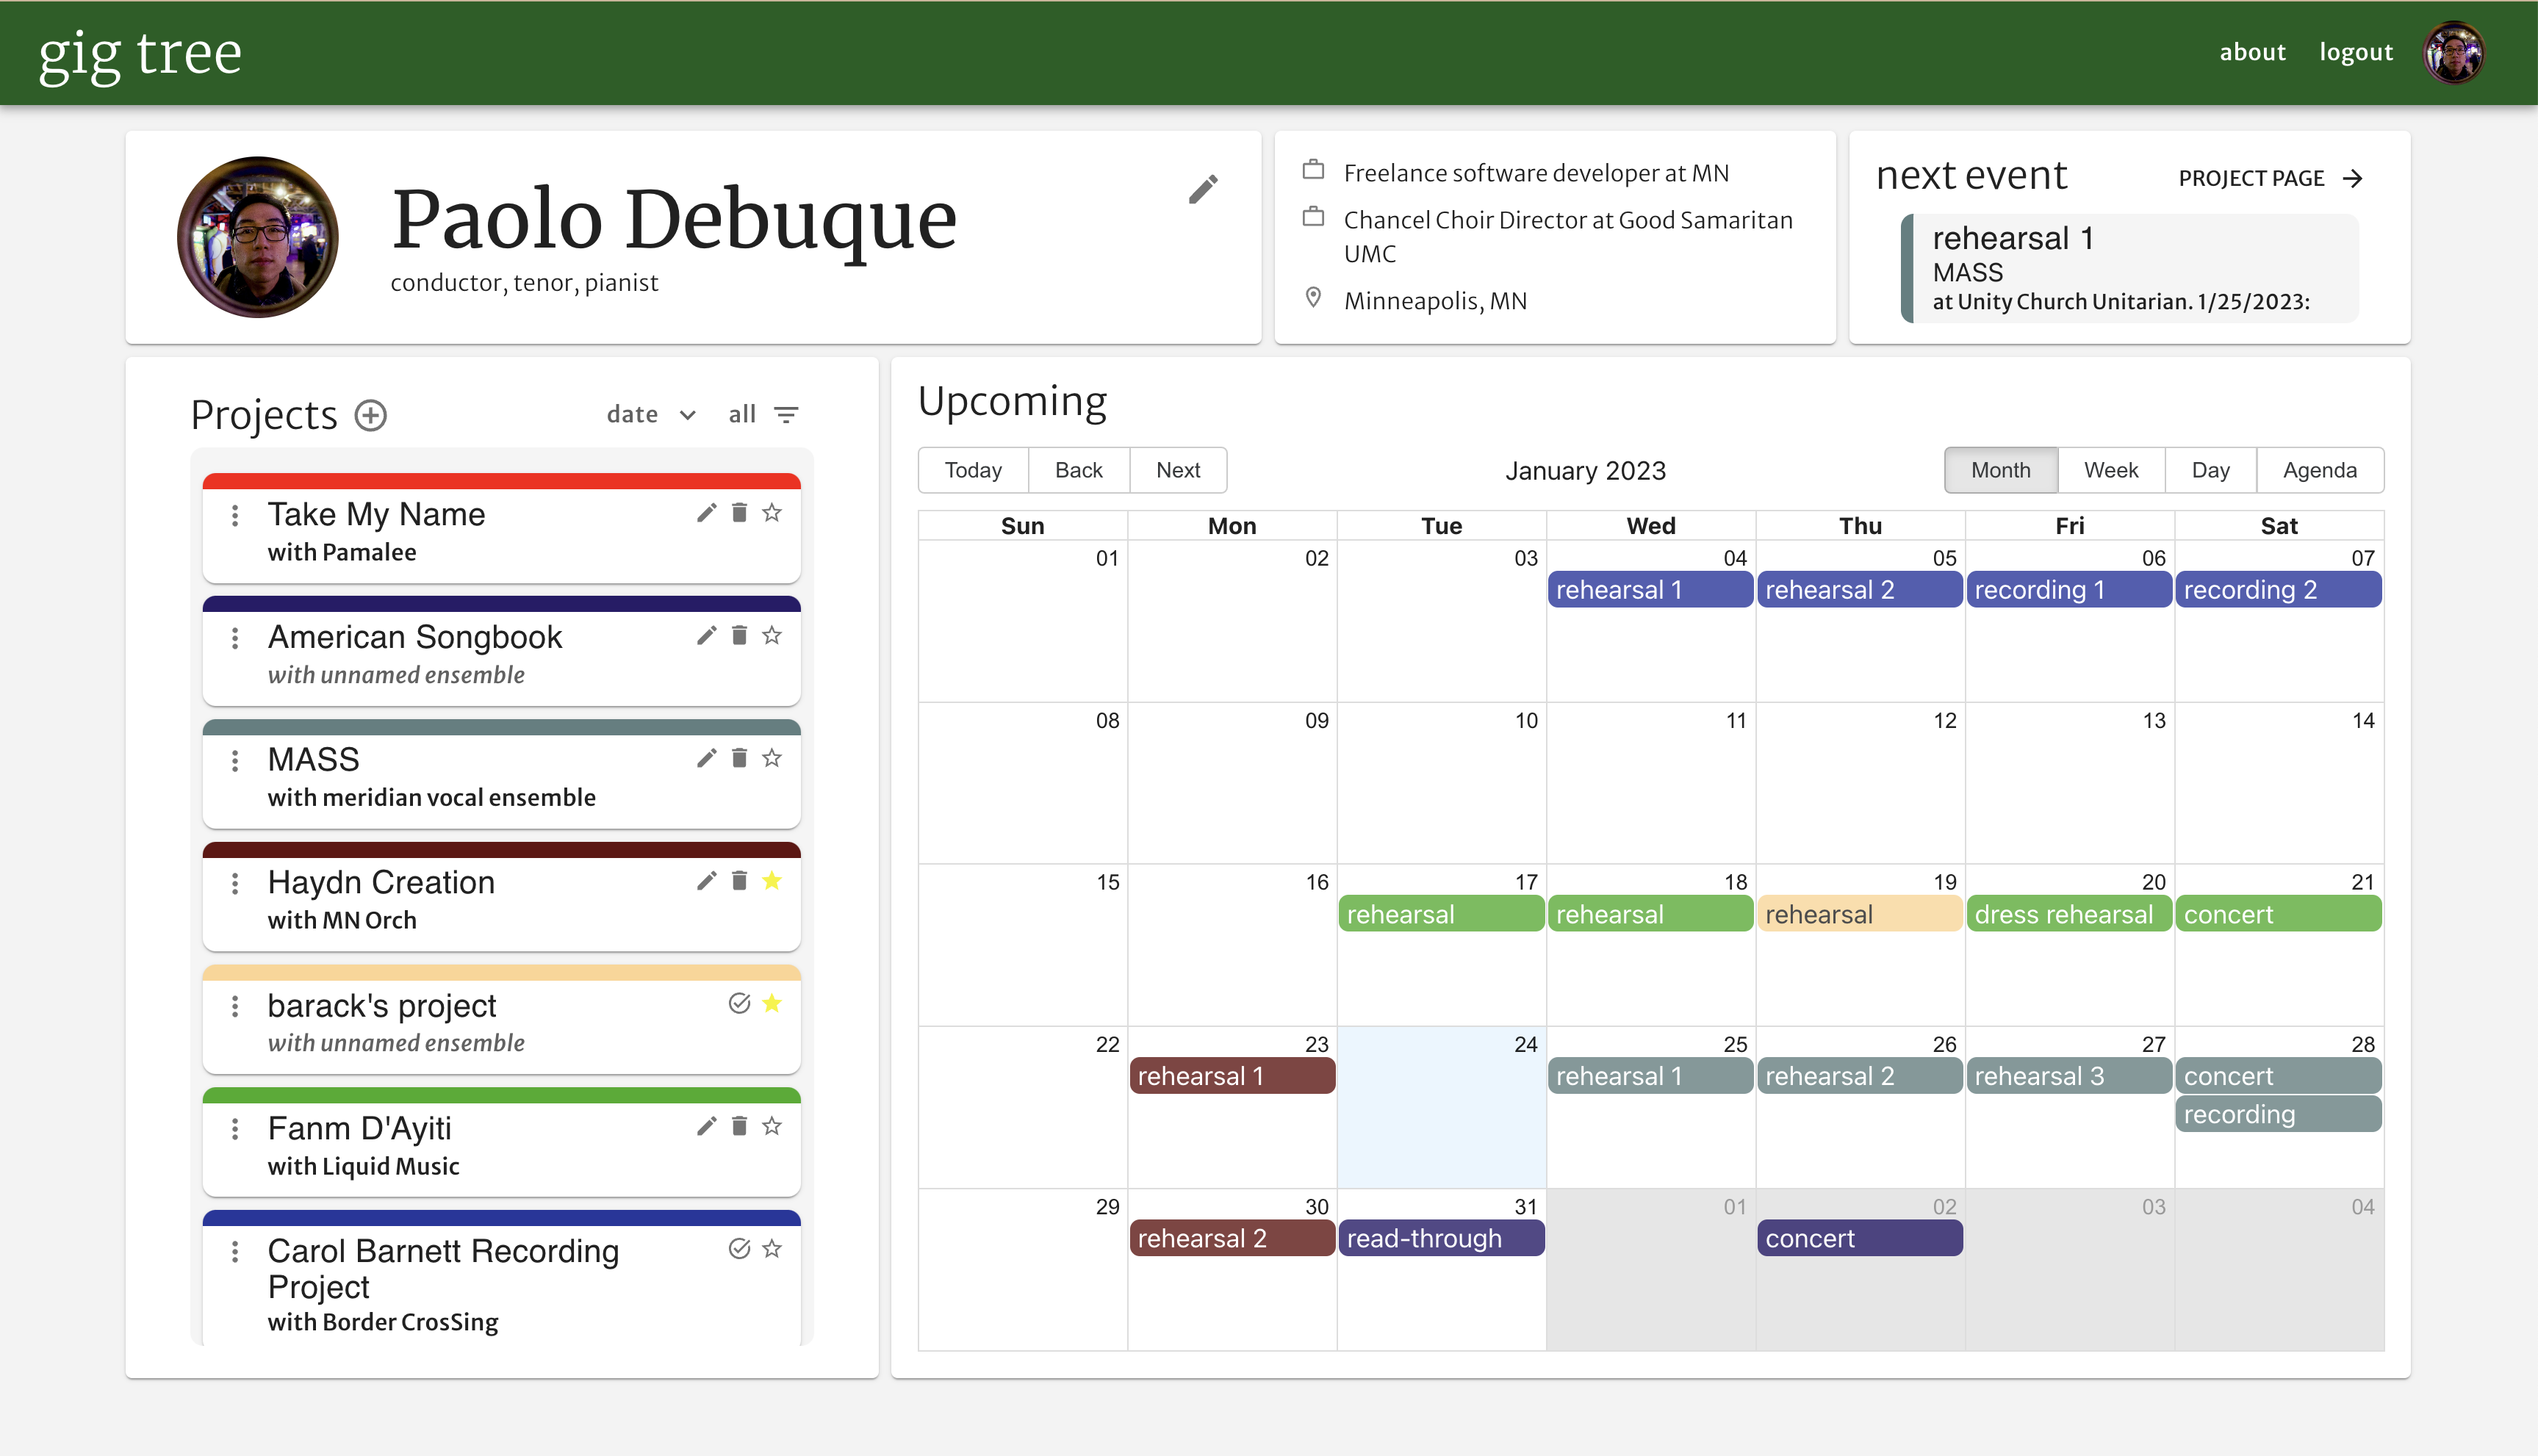 gig tree
about logout
Paolo Debuque
conductor, tenor, pianist
Freelance software developer at MN
Chancel Choir Director at Good Samaritan
UMC
Minneapolis, MN
next event PROJECT PAGE
rehearsal 1
MASS
at Unity Church Unitarian. 1/25/2023:
Projects date all
Take My Name
with Pamalee
American Songbook
with unnamed ensemble
MASS
with meridian vocal ensemble
Haydn Creation
with MN Orch
barack's project
with unnamed ensemble
Fanm D'Ayiti
with Liquid Music
Carol Barnett Recording
Project
with Border CrosSing
Upcoming
Today Back Next January 2023 Month Week Day Agenda
Sun Mon Tue Wed Thu Fri Sat
01 02 03 04 05 06 07
rehearsal 1 rehearsal 2 recording 1 recording 2
08 09 10 11 12 13 14
15 16 17 18 19 20 21
rehearsal rehearsal rehearsal dress rehearsal concert
22 23 24 25 26 27 28
rehearsal 1 rehearsal 1 rehearsal 2 rehearsal 3 concert
recording
29 30 31 01 02 03 04
rehearsal 2 read-through concert